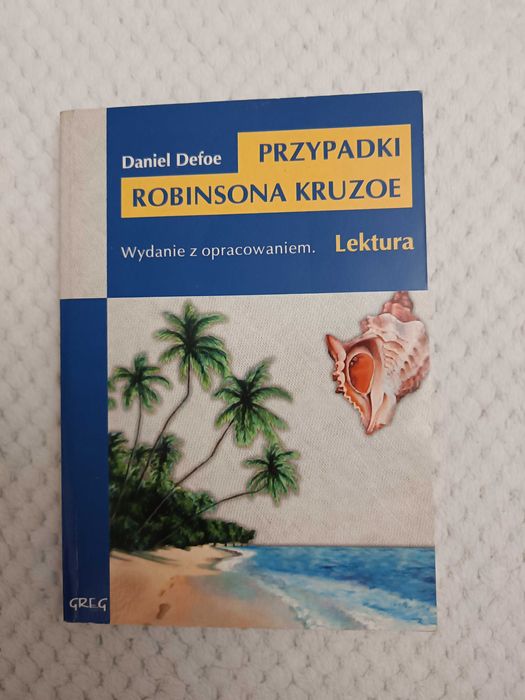 Daniel Defoe
PRZYPADKI
ROBINSONA KRUZOE
Wydanie z opracowaniem.
Lektura
GREG